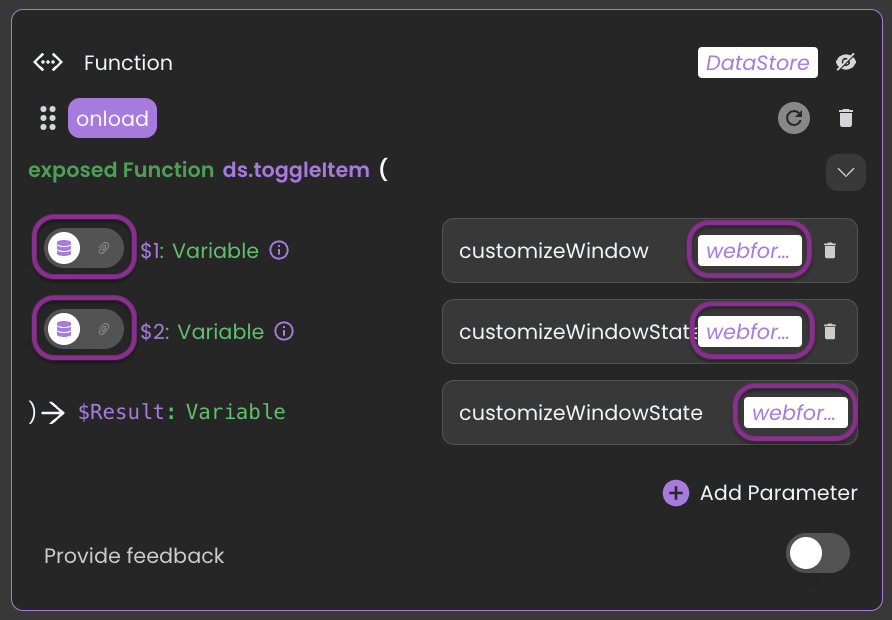 Function DataStore
onload
exposed Function ds.toggleItem (
$1: Variable customizeWindow webfor...
$2: Variable customizeWindowState webfor...
)→ $Result: Variable customizeWindowState webfor...
Add Parameter
Provide feedback